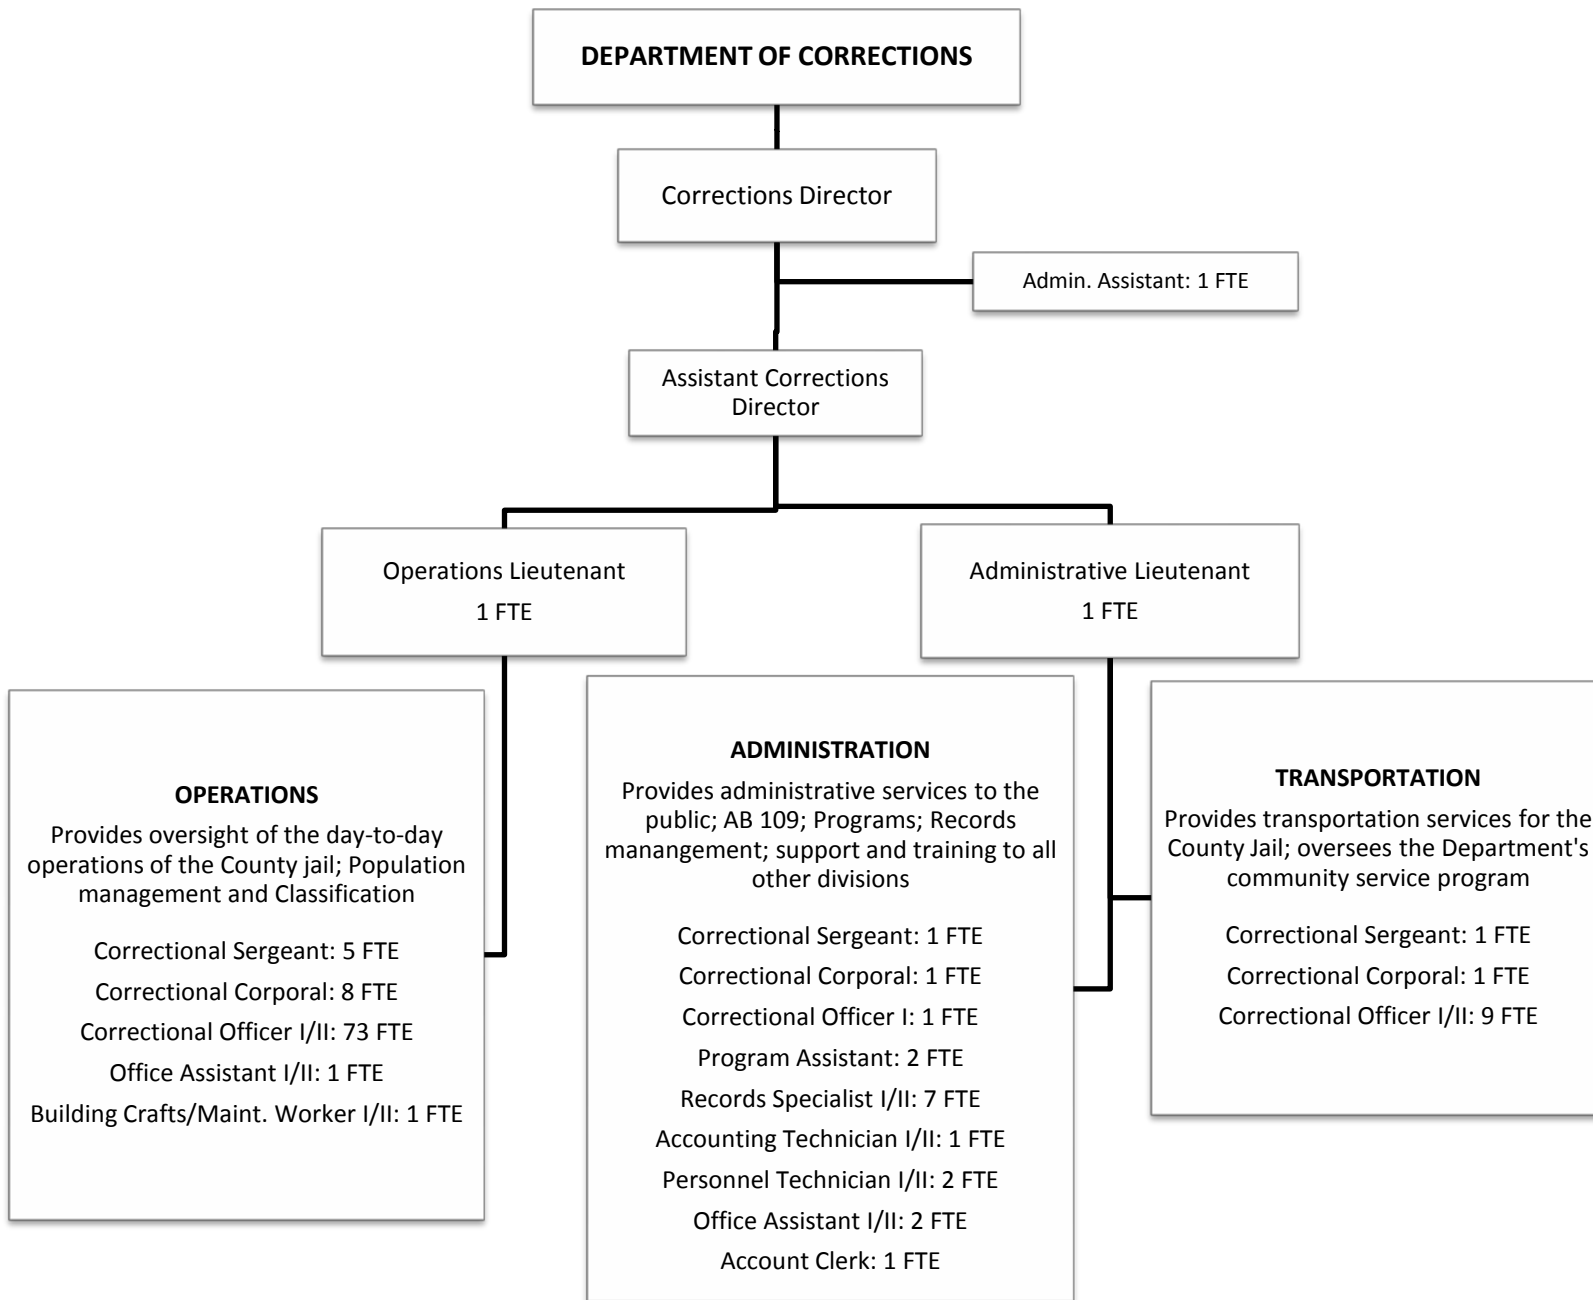 DEPARTMENT OF CORRECTIONS
Corrections Director
Admin. Assistant: 1 FTE
Assistant Corrections
Director
Operations Lieutenant
1 FTE
Administrative Lieutenant
1 FTE
OPERATIONS
Provides oversight of the day-to-day
operations of the County jail; Population
management and Classification
Correctional Sergeant: 5 FTE
Correctional Corporal: 8 FTE
Correctional Officer I/II: 73 FTE
Office Assistant I/II: 1 FTE
Building Crafts/Maint. Worker I/II: 1 FTE
ADMINISTRATION
Provides administrative services to the
public; AB 109; Programs; Records
manangement; support and training to all
other divisions
Correctional Sergeant: 1 FTE
Correctional Corporal: 1 FTE
Correctional Officer I: 1 FTE
Program Assistant: 2 FTE
Records Specialist I/II: 7 FTE
Accounting Technician I/II: 1 FTE
Personnel Technician I/II: 2 FTE
Office Assistant I/II: 2 FTE
Account Clerk: 1 FTE
TRANSPORTATION
Provides transportation services for the
County Jail; oversees the Department's
community service program
Correctional Sergeant: 1 FTE
Correctional Corporal: 1 FTE
Correctional Officer I/II: 9 FTE